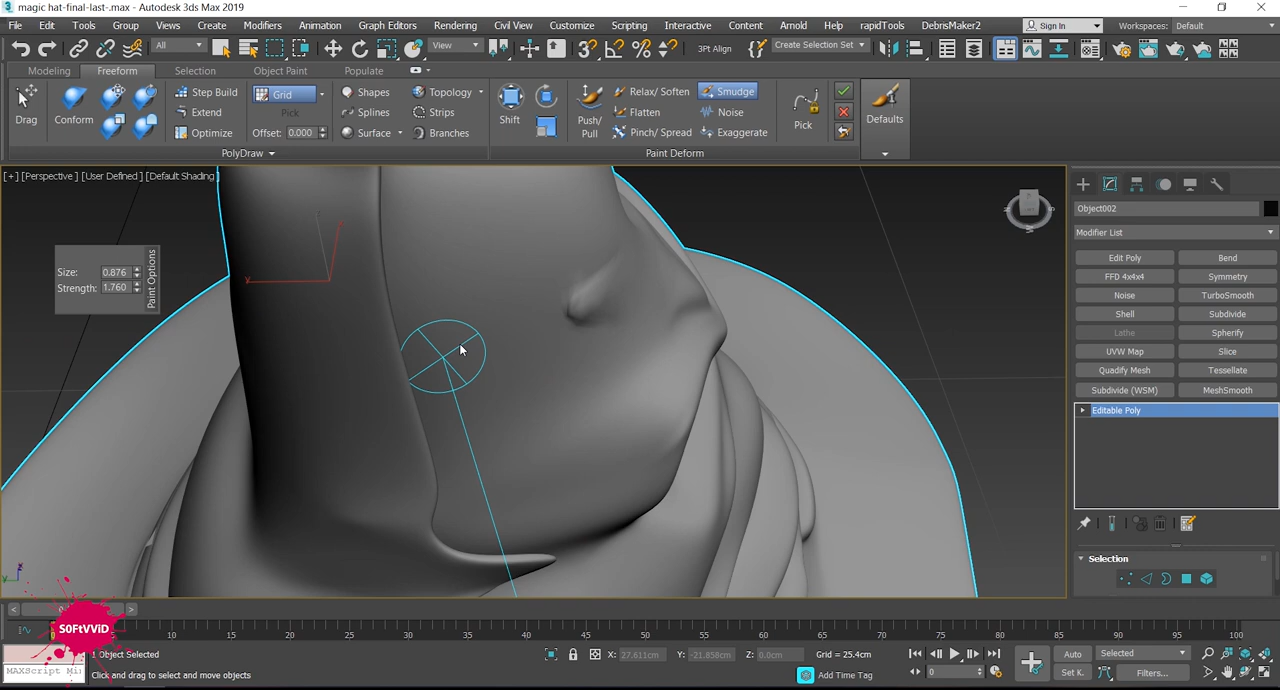 magic hat-final-last-.max - Autodesk 3ds Max 2019
File Edit Tools Group Views Create Modifiers Animation Graph Editors Rendering Civil View Customize Scripting Interactive Content Arnold Help rapidTools DebrisMaker2 Sign In Workspaces: Default
All View 3Pt Align Create Selection Set
Modeling Freeform Selection Object Paint Populate
Drag Conform Step Build Extend Optimize Grid Pick Offset: 0.000 Shapes Splines Surface Topology Strips Branches Shift Push/ Pull Relax/ Soften Flatten Pinch/ Spread Smudge Noise Exaggerate Pick Defaults
PolyDraw Paint Deform
[+] [Perspective ] [User Defined ] [Default Shading ]
Size: 0.876
Strength: 1.760
Paint Options
y
Object002
Modifier List
Edit Poly Bend
FFD 4x4x4 Symmetry
Noise TurboSmooth
Shell Subdivide
Lathe Spherify
UVW Map Slice
Quadify Mesh Tessellate
Subdivide (WSM) MeshSmooth
Editable Poly
Selection
S0FtVViD
10 15 20 25 30 35 40 45 50 55 60 65 70 75 80 85 90 95 100
1 Object Selected
X: 27.611cm Y: -21.858cm Z: 0.0cm Grid = 25.4cm
Auto Selected
MAXScript Mi
Click and drag to select and move objects
Add Time Tag
0
Set K. Filters...